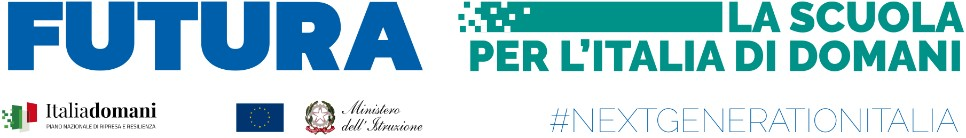 FUTURA
LA SCUOLA
PER L'ITALIA DI DOMANI
Italiadomani
PIANO NAZIONALE DI RIPRESA E RESILIENZA
Ministero
dell'Istruzione
#NEXTGENERATIONITALIA